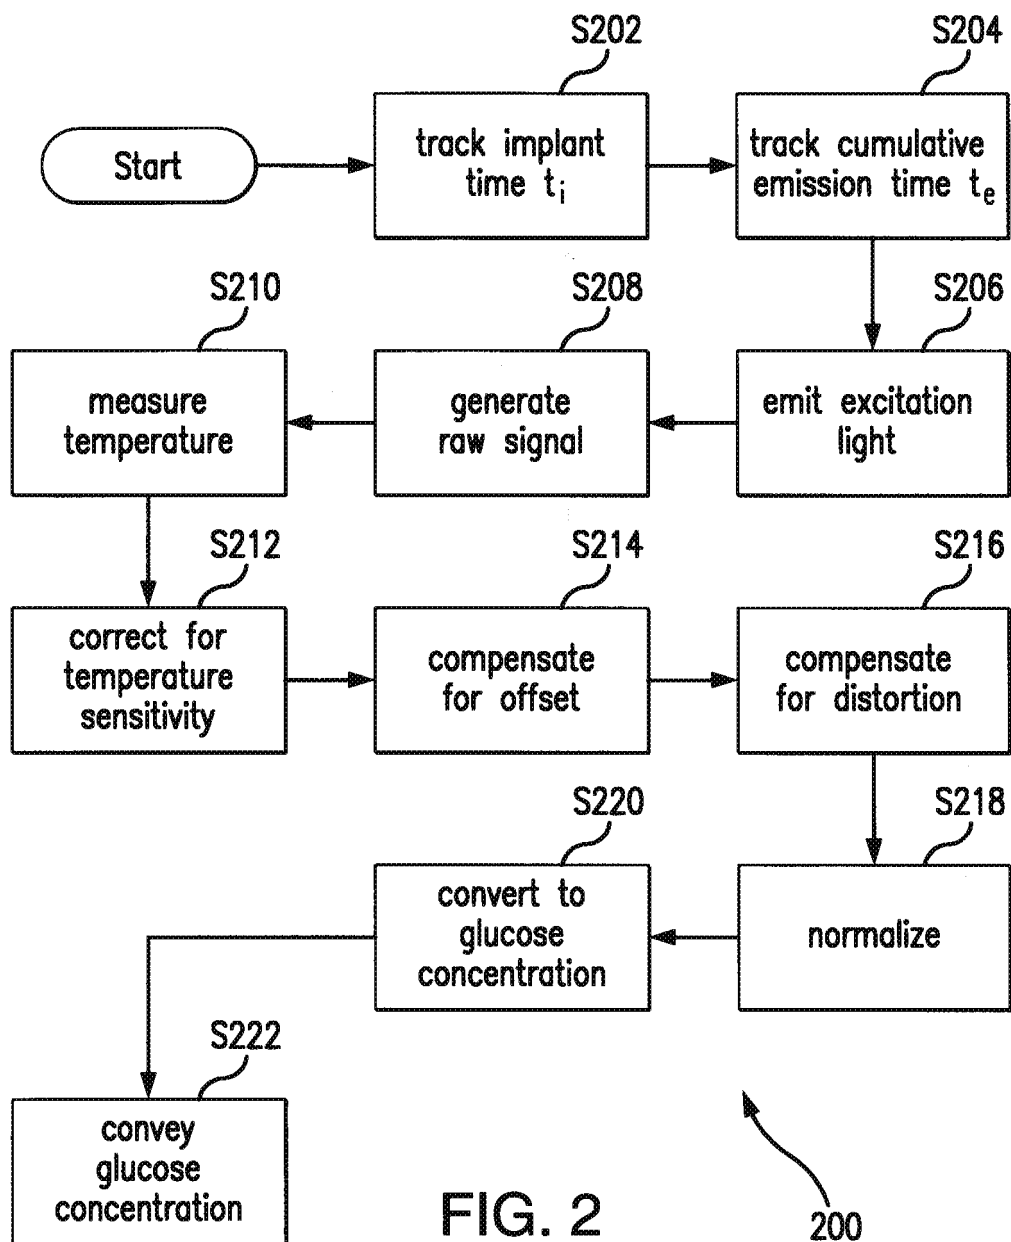 S202
S204
Start
track implant
time ti
track cumulative
emission time te
S210
S208
S206
measure
temperature
generate
raw signal
emit excitation
light
S212
S214
S216
correct for
temperature
sensitivity
compensate
for offset
compensate
for distortion
S220
S218
convert to
glucose
concentration
normalize
S222
convey
glucose
concentration
FIG. 2
200